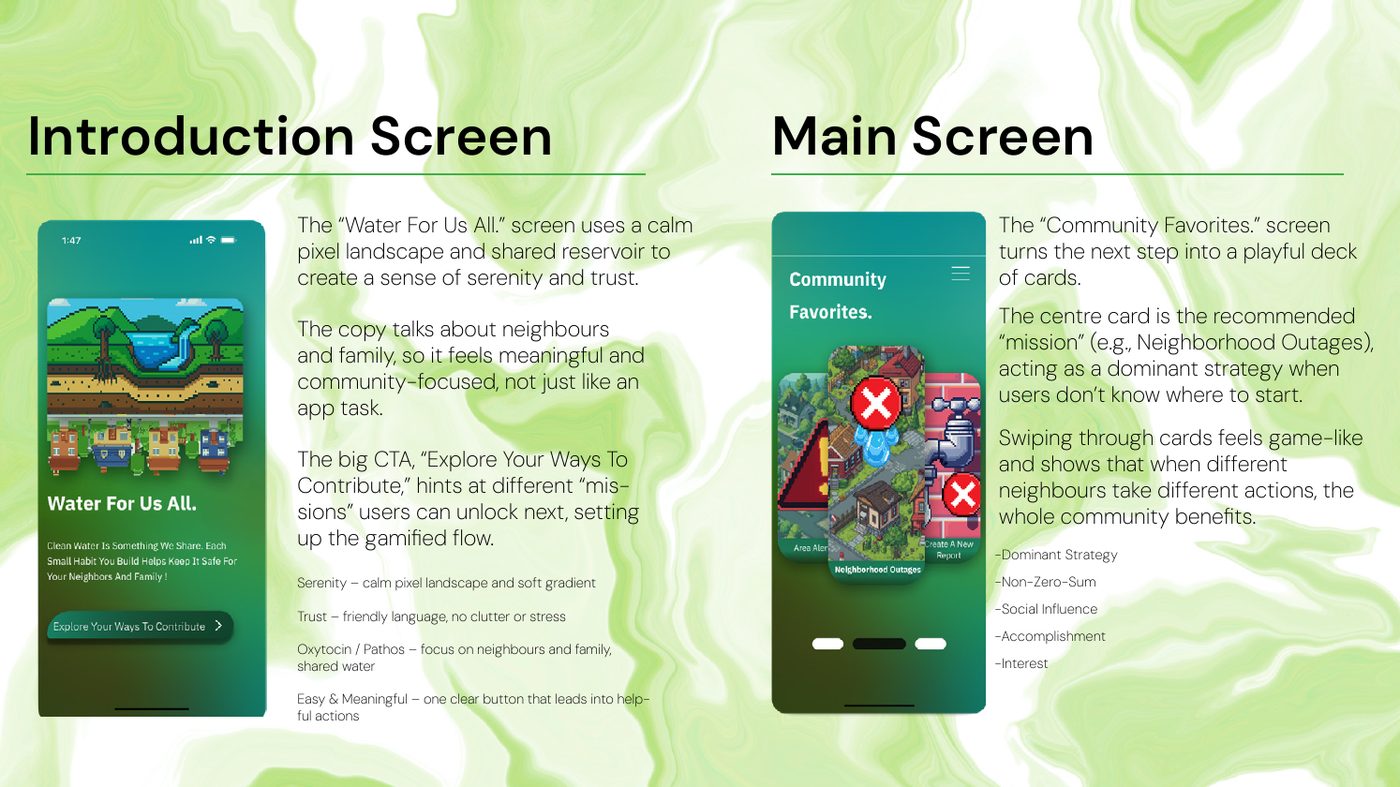 Introduction Screen
1:47
Water For Us All.
Clean Water Is Something We Share. Each
Small Habit You Build Helps Keep It Safe For
Your Neighbors And Family !
Explore Your Ways To Contribute
The “Water For Us All.” screen uses a calm
pixel landscape and shared reservoir to
create a sense of serenity and trust.
The copy talks about neighbours
and family, so it feels meaningful and
community-focused, not just like an
app task.
The big CTA, “Explore Your Ways To
Contribute,” hints at different “mis-
sions” users can unlock next, setting
up the gamified flow.
Serenity – calm pixel landscape and soft gradient
Trust – friendly language, no clutter or stress
Oxytocin / Pathos – focus on neighbours and family,
shared water
Easy & Meaningful – one clear button that leads into help-
ful actions
Main Screen
Community
Favorites.
Area Aler
Neighborhood Outages
Create A New
Report
The “Community Favorites.” screen
turns the next step into a playful deck
of cards.
The centre card is the recommended
“mission” (e.g., Neighborhood Outages),
acting as a dominant strategy when
users don’t know where to start.
Swiping through cards feels game-like
and shows that when different
neighbours take different actions, the
whole community benefits.
-Dominant Strategy
-Non-Zero-Sum
-Social Influence
-Accomplishment
-Interest